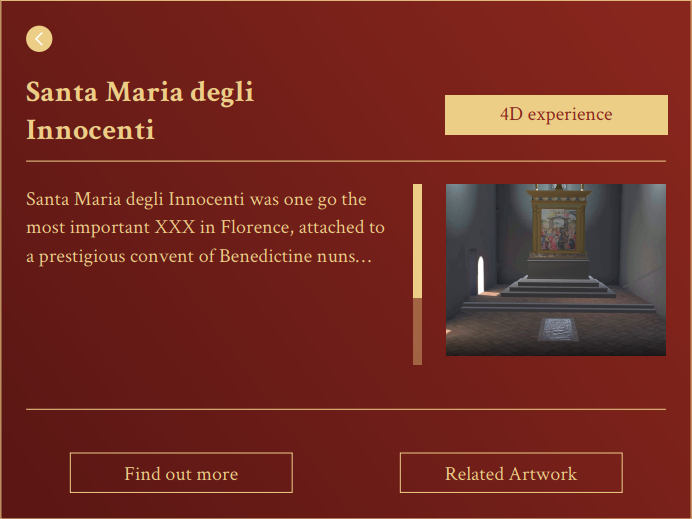 Santa Maria degli
Innocenti
4D experience
Santa Maria degli Innocenti was one go the
most important XXX in Florence, attached to
a prestigious convent of Benedictine nuns…
Find out more
Related Artwork